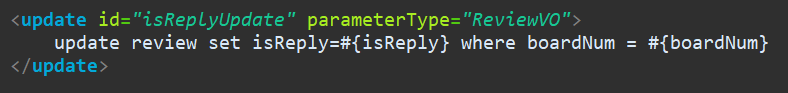 <update id="isReplyUpdate" parameterType="ReviewVO">
update review set isReply=#{isReply} where boardNum = #{boardNum}
</update>